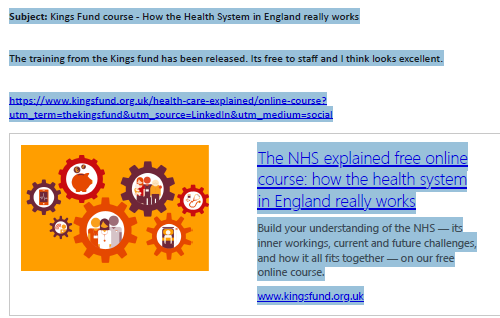 Subject: Kings Fund course - How the Health System in England really works
The training from the Kings fund has been released. Its free to staff and I think looks excellent.
https://www.kingsfund.org.uk/health-care-explained/online-course?
utm_term=thekingsfund&utm_source=LinkedIn&utm_medium=social
The NHS explained free online
course: how the health system
in England really works
Build your understanding of the NHS — its
inner workings, current and future challenges,
and how it all fits together — on our free
online course.
www.kingsfund.org.uk